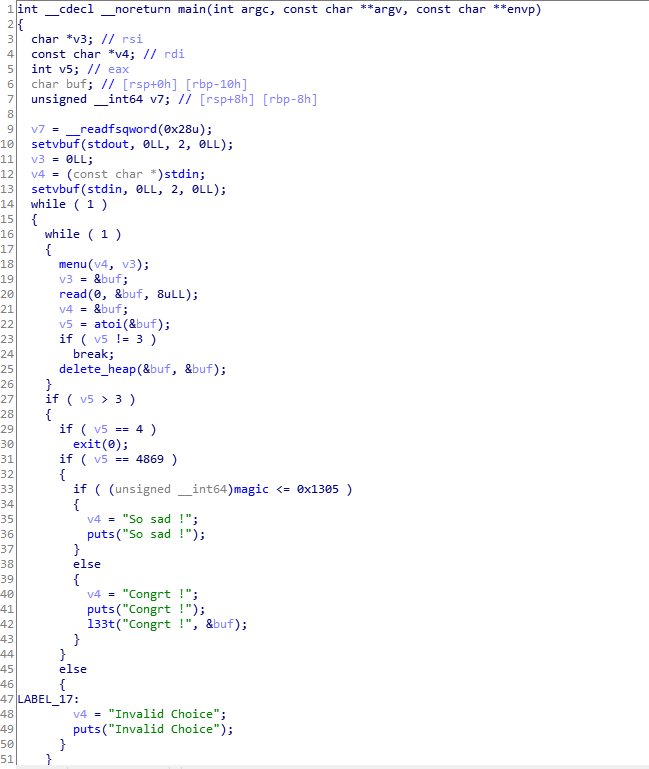 1 int __cdecl __noreturn main(int argc, const char **argv, const char **envp)
2 {
3 char *v3; // rsi
4 const char *v4; // rdi
5 int v5; // eax
6 char buf; // [rsp+0h] [rbp-10h]
7 unsigned __int64 v7; // [rsp+8h] [rbp-8h]
8
9 v7 = __readfsqword(0x28u);
10 setvbuf(stdout, 0LL, 2, 0LL);
11 v3 = 0LL;
12 v4 = (const char *)stdin;
13 setvbuf(stdin, 0LL, 2, 0LL);
14 while ( 1 )
15 {
16 while ( 1 )
17 {
18 menu(v4, v3);
19 v3 = &buf;
20 read(0, &buf, 8uLL);
21 v4 = &buf;
22 v5 = atoi(&buf);
23 if ( v5 != 3 )
24 break;
25 delete_heap(&buf, &buf);
26 }
27 if ( v5 > 3 )
28 {
29 if ( v5 == 4 )
30 exit(0);
31 if ( v5 == 4869 )
32 {
33 if ( (unsigned __int64)magic <= 0x1305 )
34 {
35 v4 = "So sad !";
36 puts("So sad !");
37 }
38 else
39 {
40 v4 = "Congrt !";
41 puts("Congrt !");
42 l33t("Congrt !", &buf);
43 }
44 }
45 else
46 {
47 LABEL_17:
48 v4 = "Invalid Choice";
49 puts("Invalid Choice");
50 }
51 }